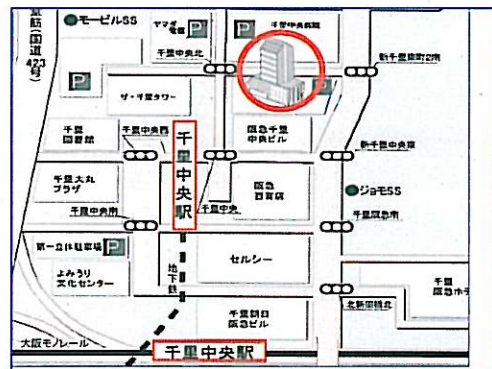 新御堂筋(国道423号)
モービルSS
ヤマダ電機
P
千里中央病院
千里中央北
新千里東町2南
P
P
ザ・千里タワー
千里図書館
千里中央西
千里中央駅
阪急千里中央ビル
新千里中央東
千里大丸プラザ
阪急百貨店
ジョモSS
千里中央南
千里中央
千里阪急南
第一立体駐車場
P
地下鉄
セルシー
よみうり文化センター
千里阪急ホテ
北新田橋北
千里朝日阪急ビル
大阪モノレール
千里中央駅